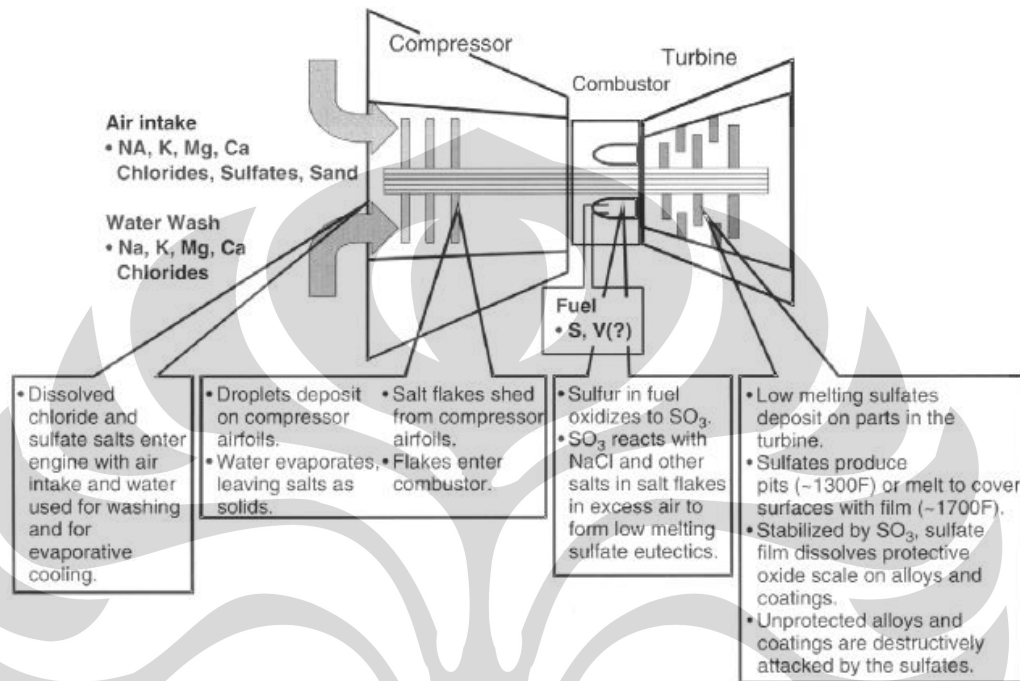 Compressor
Turbine
Combustor
Air intake
• NA, K, Mg, Ca
Chlorides, Sulfates, Sand
Water Wash
• Na, K, Mg, Ca
Chlorides
Fuel
• S, V(?)
• Dissolved
chloride and
sulfate salts enter
engine with air
intake and water
used for washing
and for
evaporative
cooling.
• Droplets deposit
on compressor
airfoils.
• Water evaporates,
leaving salts as
solids.
• Salt flakes shed
from compressor
airfoils.
• Flakes enter
combustor.
• Sulfur in fuel
oxidizes to SO₃.
• SO₃ reacts with
NaCl and other
salts in salt flakes
in excess air to
form low melting
sulfate eutectics.
• Low melting sulfates
deposit on parts in the
turbine.
• Sulfates produce
pits (~1300F) or melt to cover
surfaces with film (~1700F).
• Stabilized by SO₃, sulfate
film dissolves protective
oxide scale on alloys and
coatings.
• Unprotected alloys and
coatings are destructively
attacked by the sulfates.